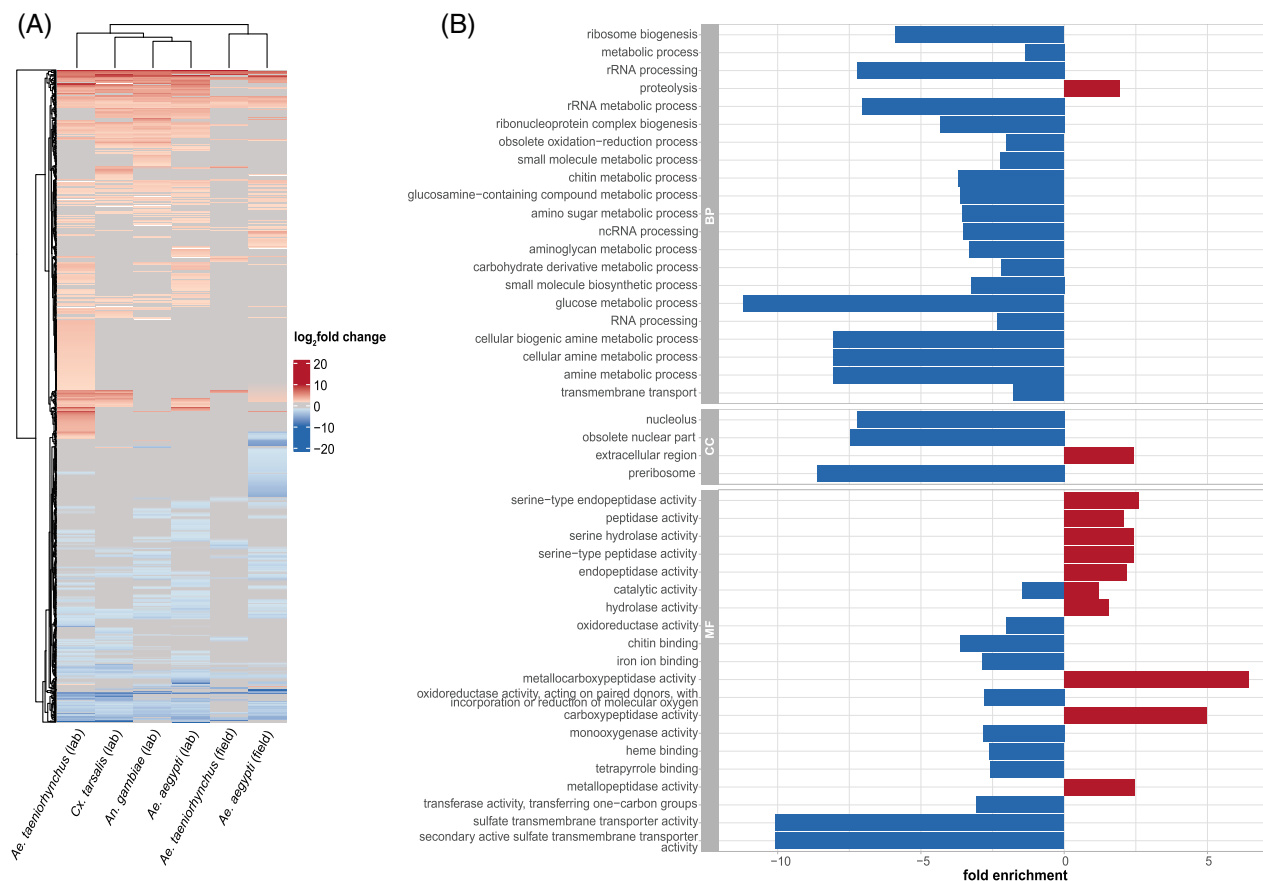 (A)
log2fold change
20
10
0
−10
−20
Ae. taeniorhynchus (lab)
Cx. tarsalis (lab)
An. gambiae (lab)
Ae. aegypti (lab)
Ae. taeniorhynchus (field)
Ae. aegypti (field)
(B)
ribosome biogenesis
metabolic process
rRNA processing
proteolysis
rRNA metabolic process
ribonucleoprotein complex biogenesis
obsolete oxidation−reduction process
small molecule metabolic process
chitin metabolic process
glucosamine−containing compound metabolic process
amino sugar metabolic process
ncRNA processing
aminoglycan metabolic process
carbohydrate derivative metabolic process
small molecule biosynthetic process
glucose metabolic process
RNA processing
cellular biogenic amine metabolic process
cellular amine metabolic process
amine metabolic process
transmembrane transport
BP
nucleolus
obsolete nuclear part
extracellular region
preribosome
CC
serine−type endopeptidase activity
peptidase activity
serine hydrolase activity
serine−type peptidase activity
endopeptidase activity
catalytic activity
hydrolase activity
oxidoreductase activity
chitin binding
iron ion binding
metallocarboxypeptidase activity
oxidoreductase activity, acting on paired donors, with
incorporation or reduction of molecular oxygen
carboxypeptidase activity
monooxygenase activity
heme binding
tetrapyrrole binding
metallopeptidase activity
transferase activity, transferring one−carbon groups
sulfate transmembrane transporter activity
secondary active sulfate transmembrane transporter
activity
MF
−10
−5
0
5
fold enrichment